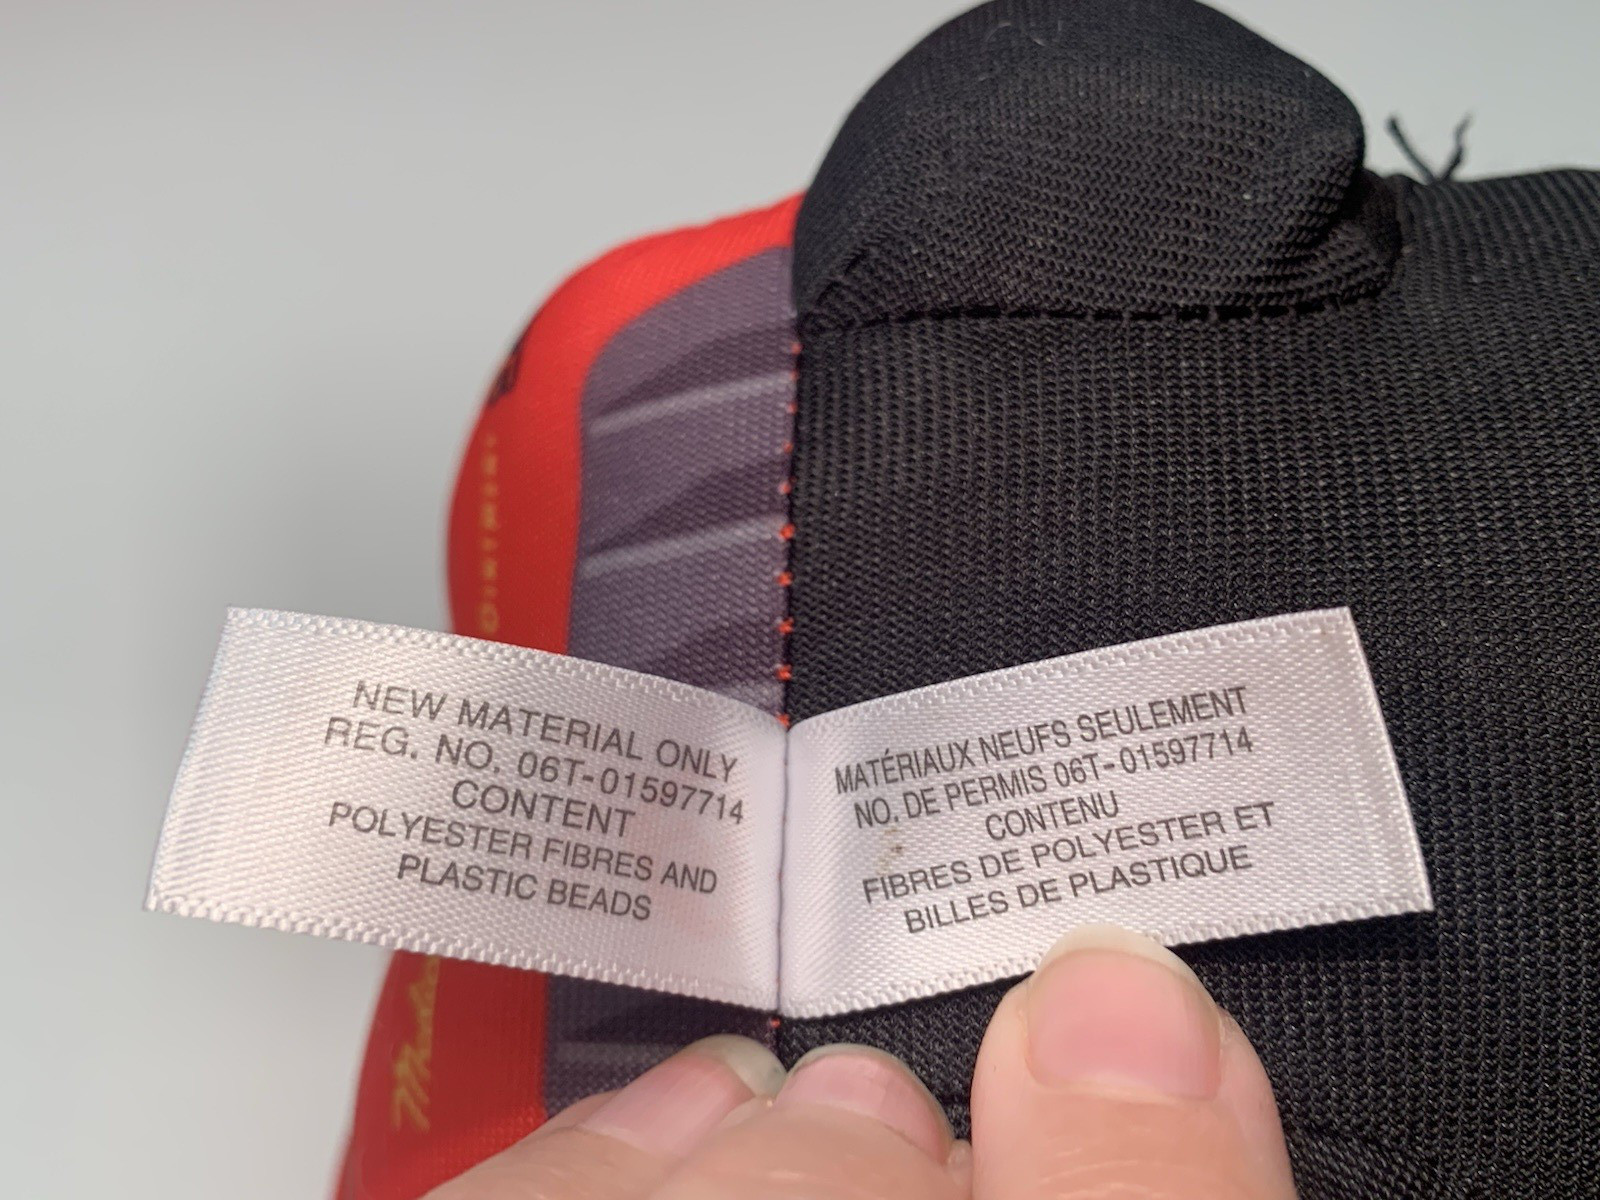 NEW MATERIAL ONLY
REG. NO. 06T-01597714
CONTENT
POLYESTER FIBRES AND
PLASTIC BEADS
MATÉRIAUX NEUFS SEULEMENT
NO. DE PERMIS 06T-01597714
CONTENU
FIBRES DE POLYESTER ET
BILLES DE PLASTIQUE